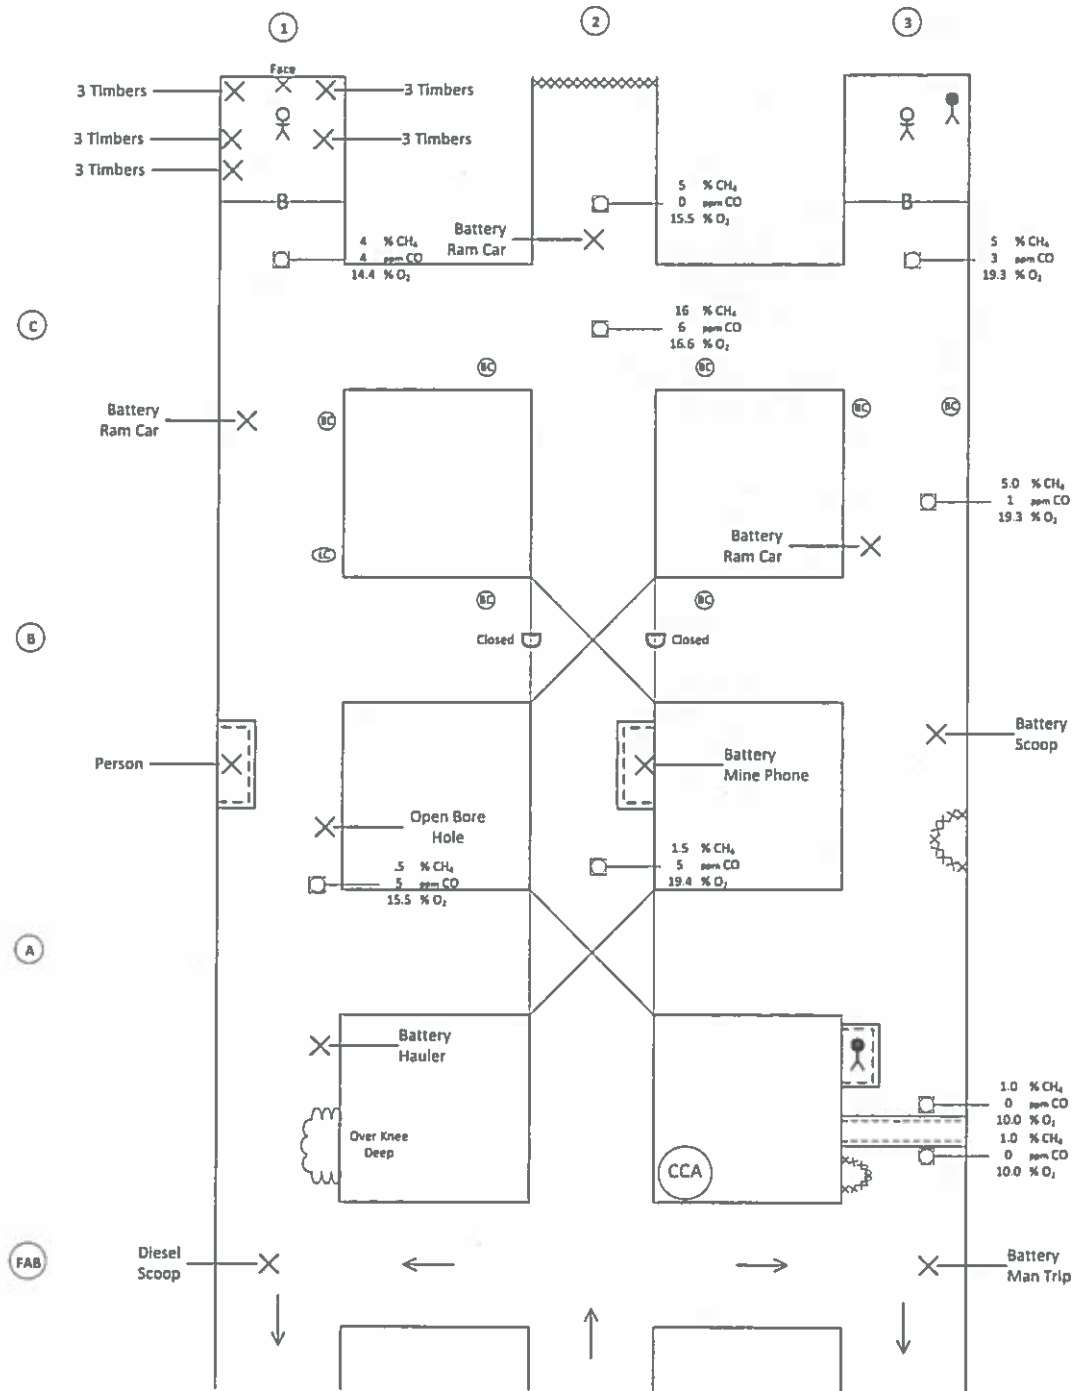 1
2
3
Face
3 Timbers
3 Timbers
3 Timbers
3 Timbers
3 Timbers
B
B
5 % CH₄
0 ppm CO
15.5 % O₂
Battery
Ram Car
4 % CH₄
4 ppm CO
14.4 % O₂
5 % CH₄
3 ppm CO
19.3 % O₂
C
16 % CH₄
6 ppm CO
16.6 % O₂
BC
BC
Battery
Ram Car
BC
BC
BC
5.0 % CH₄
1 ppm CO
19.3 % O₂
Battery
Ram Car
BC
BC
B
Closed
Closed
Person
Battery
Mine Phone
Battery
Scoop
Open Bore
Hole
.5 % CH₄
5 ppm CO
15.5 % O₂
1.5 % CH₄
5 ppm CO
19.4 % O₂
A
Battery
Hauler
Over Knee
Deep
1.0 % CH₄
0 ppm CO
10.0 % O₂
1.0 % CH₄
0 ppm CO
10.0 % O₂
CCA
FAB
Diesel
Scoop
Battery
Man Trip